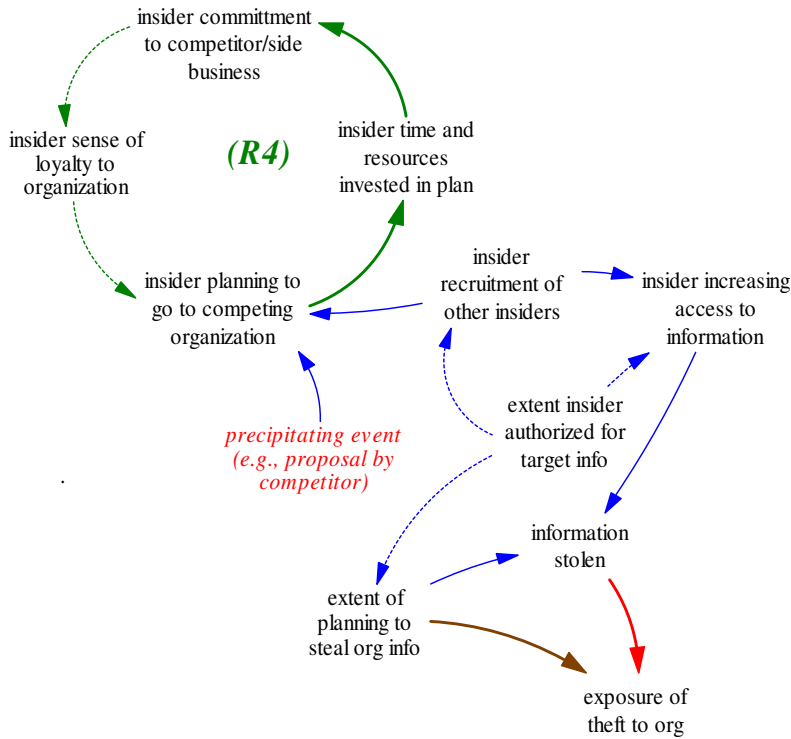 insider committment
to competitor/side
business
insider sense of
loyalty to
organization
(R4)
insider time and
resources
invested in plan
insider planning to
go to competing
organization
insider
recruitment of
other insiders
insider increasing
access to
information
extent insider
authorized for
target info
precipitating event
(e.g., proposal by
competitor)
.
information
stolen
extent of
planning to
steal org info
exposure of
theft to org